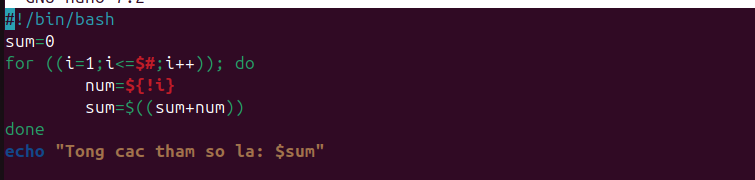 #!/bin/bash
sum=0
for ((i=1;i<=$#;i++)); do
        num=${!i}
        sum=$((sum+num))
done
echo "Tong cac tham so la: $sum"